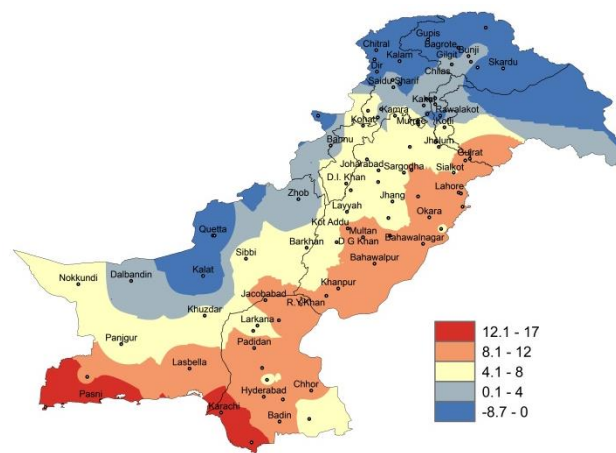 Gupis
Chitral
Bagrote
Bunji
Kalam
Gilgit
Skardu
Dir
Chilas
Saidu Sharif
Kakul
Kamra
Rawalakot
Kohat
Murree
Kotli
Bannu
Jhelum
Gujrat
Joharabad
Sargodha
Sialkot
D.I. Khan
Zhob
Lahore
Layyah
Jhang
Okara
Kot Addu
Quetta
Multan
Barkhan
D G Khan
Bahawalnagar
Sibbi
Bahawalpur
Nokkundi
Dalbandin
Kalat
Khanpur
Jacobabad
R.Y.Khan
Khuzdar
Larkana
Panjgur
Padidan
Lasbella
Pasni
Hyderabad
Chhor
Karachi
Badin
12.1 - 17
8.1 - 12
4.1 - 8
0.1 - 4
-8.7 - 0